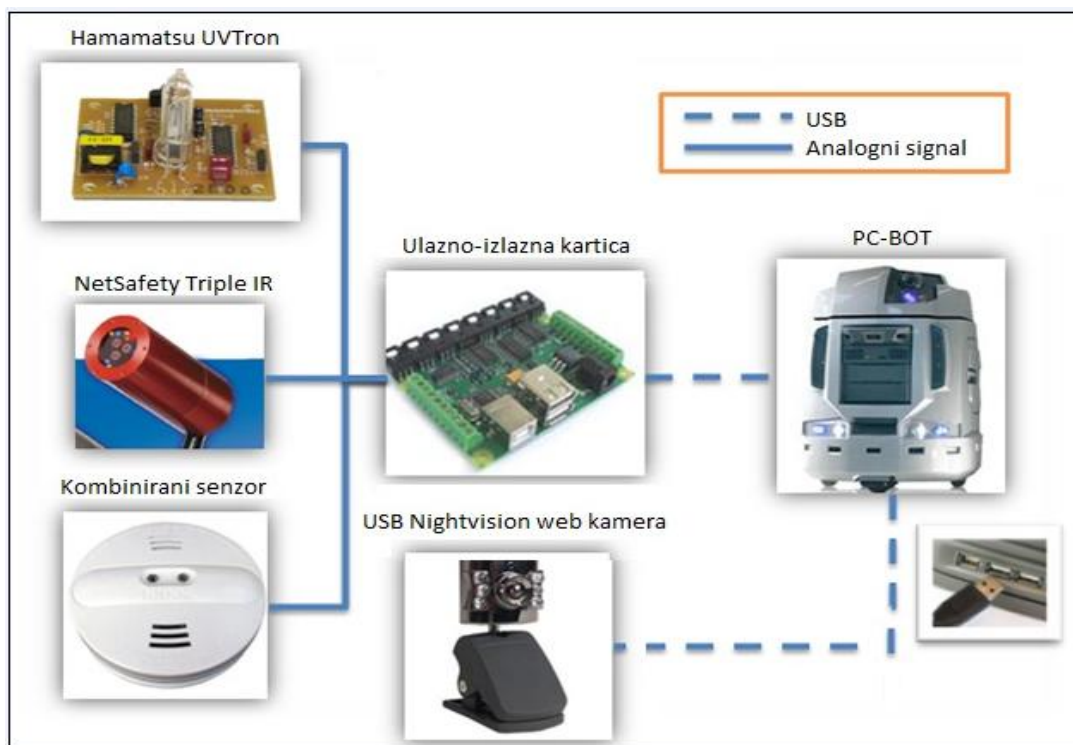 Hamamatsu UVTron
USB
Analogni signal
Ulazno-izlazna kartica
PC-BOT
NetSafety Triple IR
Kombinirani senzor
USB Nightvision web kamera